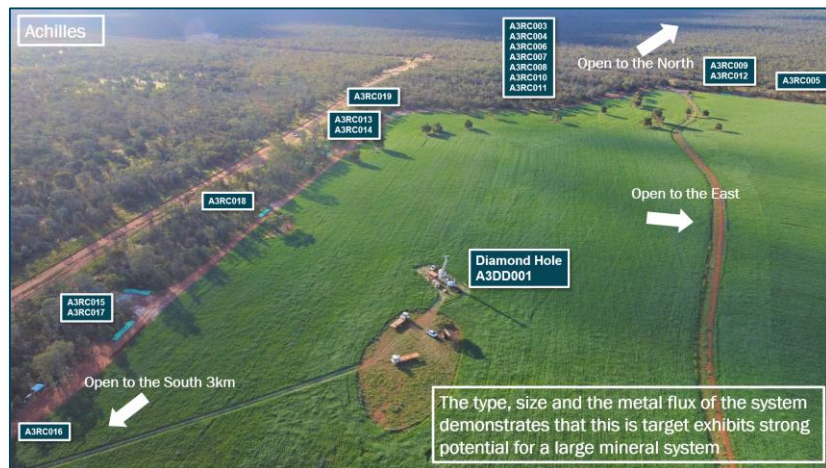 Achilles
A3RC003
A3RC004
A3RC006
A3RC007
A3RC008
A3RC010
A3RC011
Open to the North
A3RC009
A3RC012
A3RC005
A3RC019
A3RC013
A3RC014
A3RC018
Open to the East
Diamond Hole
A3DD001
A3RC015
A3RC017
Open to the South 3km
A3RC016
The type, size and the metal flux of the system
demonstrates that this is target exhibits strong
potential for a large mineral system